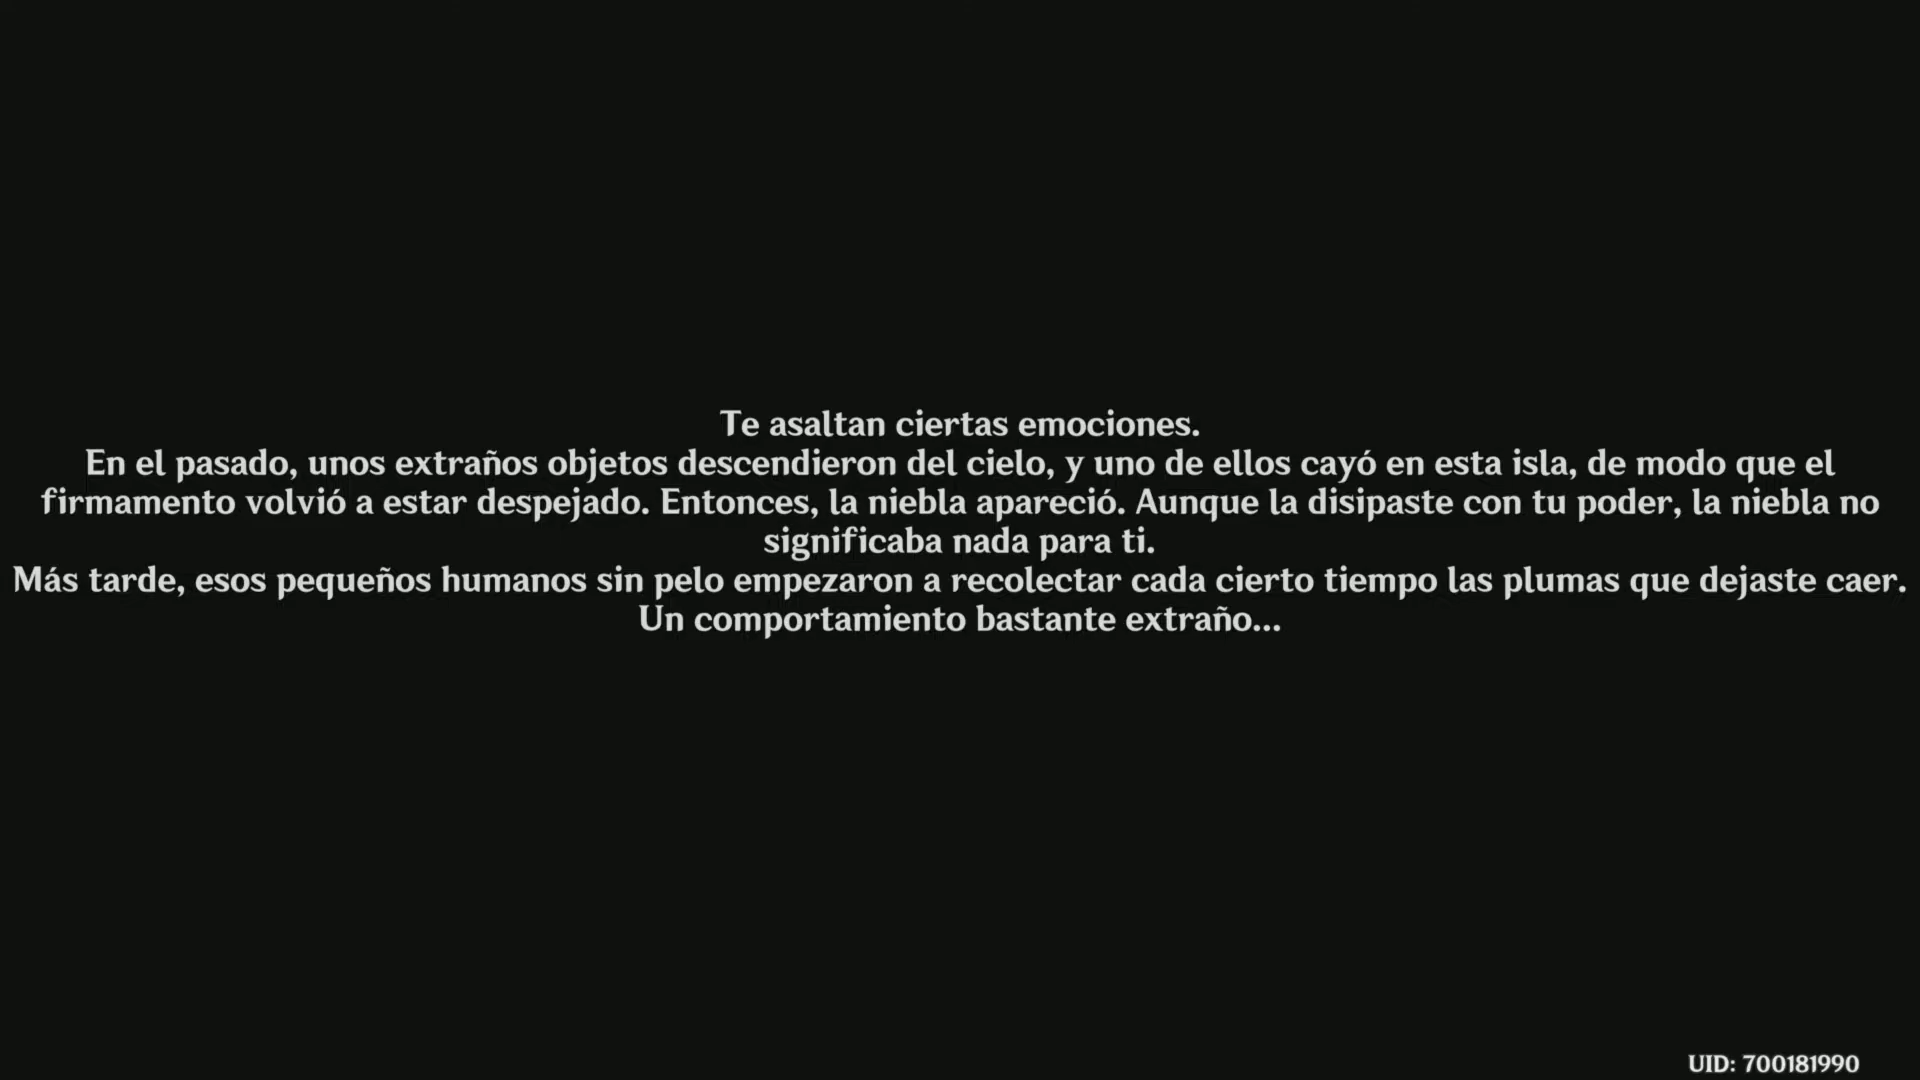 Te asaltan ciertas emociones.
En el pasado, unos extraños objetos descendieron del cielo, y uno de ellos cayó en esta isla, de modo que el
firmamento volvió a estar despejado. Entonces, la niebla apareció. Aunque la disipaste con tu poder, la niebla no
significaba nada para ti.
Más tarde, esos pequeños humanos sin pelo empezaron a recolectar cada cierto tiempo las plumas que dejaste caer.
Un comportamiento bastante extraño...
UID: 700181990